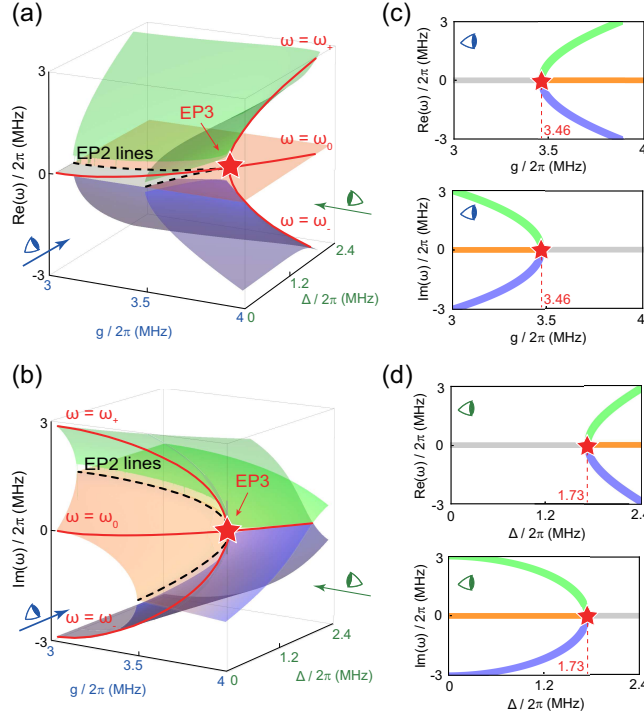 (a)
ω = ω₊
3
EP3
Re(ω) / 2π (MHz)
EP2 lines
ω = ω₀
0
ω = ω₋
2.4
1.2
Δ / 2π (MHz)
-3
3
3.5
4
0
g / 2π (MHz)
(b)
ω = ω₊
3
EP2 lines
EP3
Im(ω) / 2π (MHz)
ω = ω₀
0
ω = ω₋
2.4
1.2
Δ / 2π (MHz)
-3
3
3.5
4
0
g / 2π (MHz)
(c)
3
Re(ω) / 2π (MHz)
0
3.46
-3
3
3.5
4
g / 2π (MHz)
3
Im(ω) / 2π (MHz)
0
3.46
-3
3
3.5
4
g / 2π (MHz)
(d)
3
Re(ω) / 2π (MHz)
0
1.73
-3
0
1.2
2.4
Δ / 2π (MHz)
3
Im(ω) / 2π (MHz)
0
1.73
-3
0
1.2
2.4
Δ / 2π (MHz)